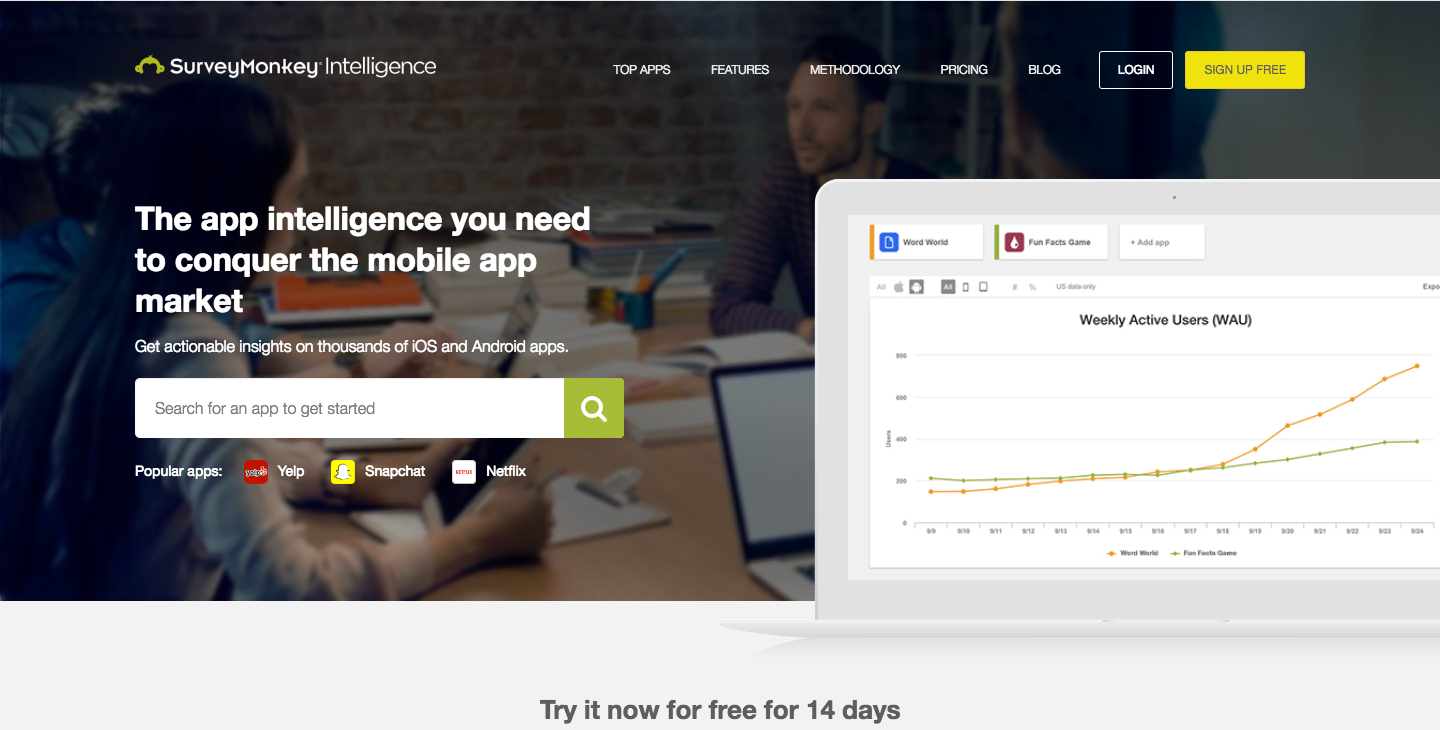 SurveyMonkey® Intelligence
TOP APPS FEATURES METHODOLOGY PRICING BLOG LOGIN SIGN UP FREE
The app intelligence you need
to conquer the mobile app
market
Get actionable insights on thousands of iOS and Android apps.
Search for an app to get started
Popular apps: Yelp Snapchat Netflix
yelp NETFLIX
Word World Fun Facts Game + Add app
All All # % US data only Expo
Weekly Active Users (WAU)
800
600
400
200
0
Users
9/9 9/10 9/11 9/12 9/13 9/14 9/15 9/16 9/17 9/18 9/19 9/20 9/21 9/22 9/23 9/24
Word World Fun Facts Game
Try it now for free for 14 days